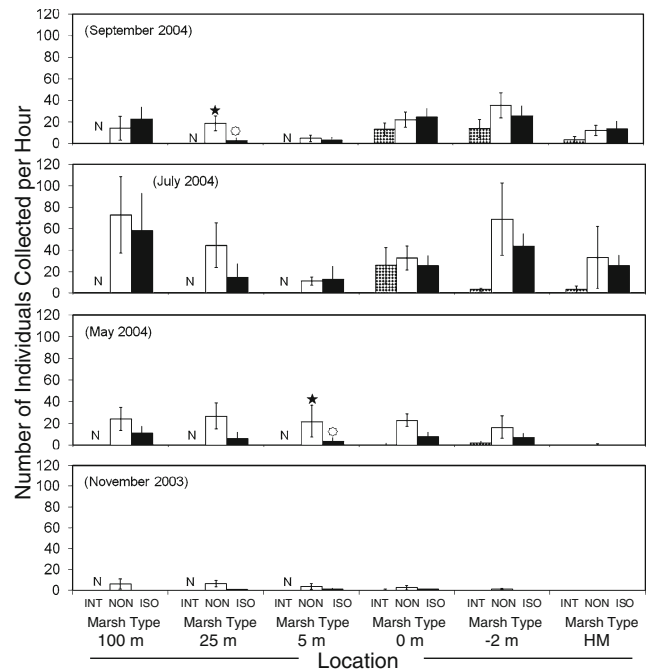 Number of Individuals Collected per Hour
120
100
80
60
40
20
0
(September 2004)
N
N
N
120
100
80
60
40
20
0
(July 2004)
N
N
N
120
100
80
60
40
20
0
(May 2004)
N
N
N
120
100
80
60
40
20
0
(November 2003)
N
N
N
INT NON ISO INT NON ISO INT NON ISO INT NON ISO INT NON ISO INT NON ISO
Marsh Type Marsh Type Marsh Type Marsh Type Marsh Type Marsh Type
100 m 25 m 5 m 0 m -2 m HM
Location